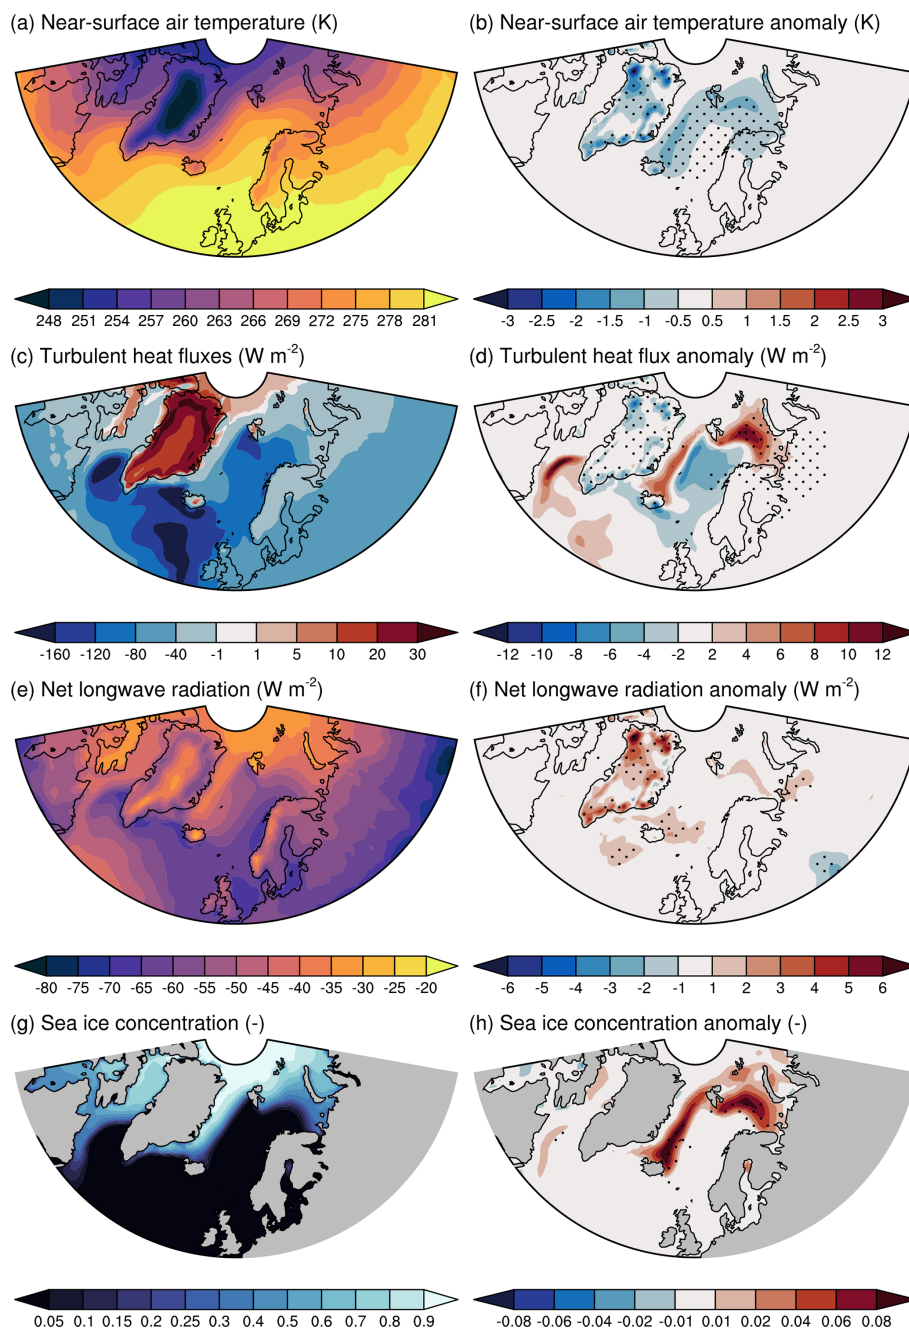 (a) Near-surface air temperature (K)
(b) Near-surface air temperature anomaly (K)
248 251 254 257 260 263 266 269 272 275 278 281
-3 -2.5 -2 -1.5 -1 -0.5 0.5 1 1.5 2 2.5 3
(c) Turbulent heat fluxes (W m⁻²)
(d) Turbulent heat flux anomaly (W m⁻²)
-160 -120 -80 -40 -1 1 5 10 20 30
-12 -10 -8 -6 -4 -2 2 4 6 8 10 12
(e) Net longwave radiation (W m⁻²)
(f) Net longwave radiation anomaly (W m⁻²)
-80 -75 -70 -65 -60 -55 -50 -45 -40 -35 -30 -25 -20
-6 -5 -4 -3 -2 -1 1 2 3 4 5 6
(g) Sea ice concentration (-)
(h) Sea ice concentration anomaly (-)
0.05 0.1 0.15 0.2 0.25 0.3 0.4 0.5 0.6 0.7 0.8 0.9
-0.08 -0.06 -0.04 -0.02 -0.01 0.01 0.02 0.04 0.06 0.08